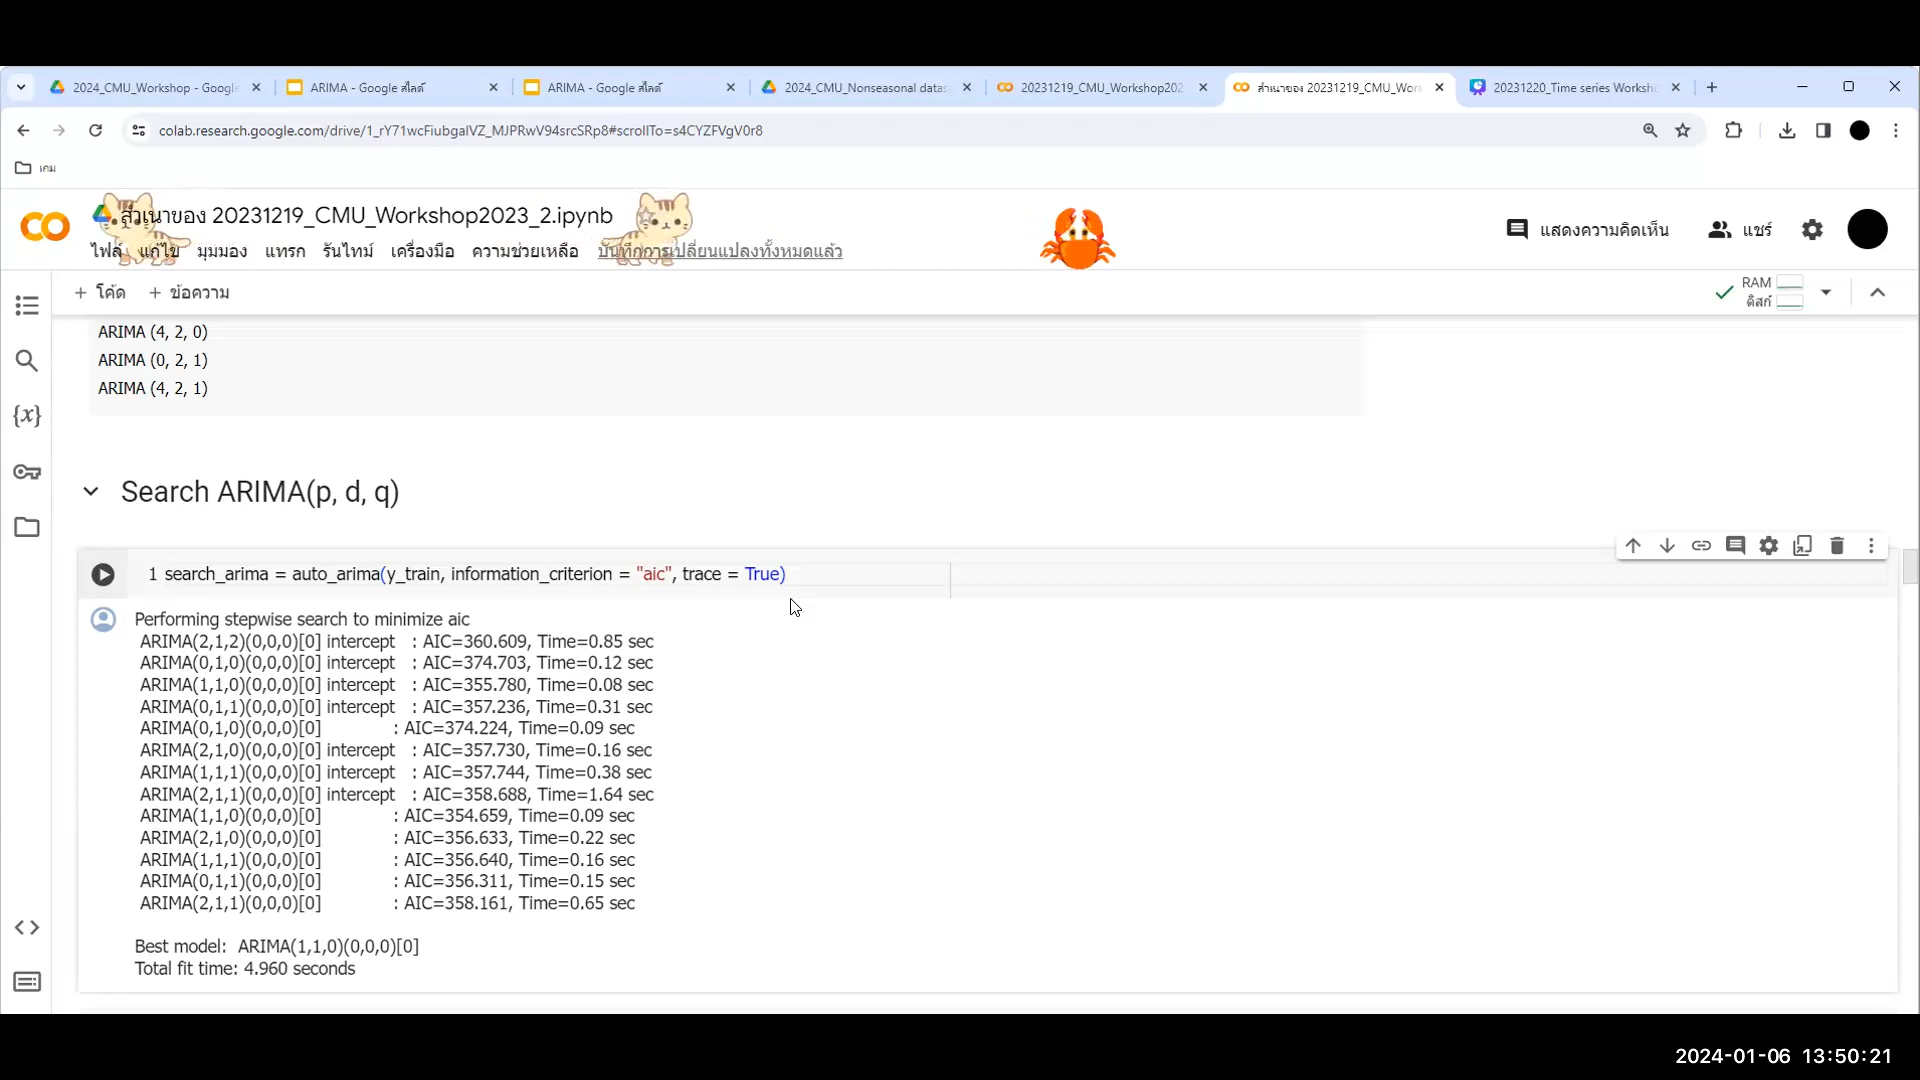 2024_CMU_Workshop - Google
ARIMA - Google สไลด์
ARIMA - Google สไลด์
2024_CMU_Nonseasonal datas
20231219_CMU_Workshop202
สำเนาของ 20231219_CMU_Wor
20231220_Time series Worksh
colab.research.google.com/drive/1_rY71wcFiubgaIVZ_MJPRwV94srcSRp8#scrollTo=s4CYZFVgV0r8
เกม
สำเนาของ 20231219_CMU_Workshop2023_2.ipynb
แสดงความคิดเห็น
แชร์
ไฟล์ แก้ไข มุมมอง แทรก รันไทม์ เครื่องมือ ความช่วยเหลือ บันทึกการเปลี่ยนแปลงทั้งหมดแล้ว
+ โค้ด + ข้อความ
RAM
ดิสก์
ARIMA (4, 2, 0)
ARIMA (0, 2, 1)
ARIMA (4, 2, 1)
Search ARIMA(p, d, q)
1 search_arima = auto_arima(y_train, information_criterion = "aic", trace = True)
Performing stepwise search to minimize aic
ARIMA(2,1,2)(0,0,0)[0] intercept : AIC=360.609, Time=0.85 sec
ARIMA(0,1,0)(0,0,0)[0] intercept : AIC=374.703, Time=0.12 sec
ARIMA(1,1,0)(0,0,0)[0] intercept : AIC=355.780, Time=0.08 sec
ARIMA(0,1,1)(0,0,0)[0] intercept : AIC=357.236, Time=0.31 sec
ARIMA(0,1,0)(0,0,0)[0] : AIC=374.224, Time=0.09 sec
ARIMA(2,1,0)(0,0,0)[0] intercept : AIC=357.730, Time=0.16 sec
ARIMA(1,1,1)(0,0,0)[0] intercept : AIC=357.744, Time=0.38 sec
ARIMA(2,1,1)(0,0,0)[0] intercept : AIC=358.688, Time=1.64 sec
ARIMA(1,1,0)(0,0,0)[0] : AIC=354.659, Time=0.09 sec
ARIMA(2,1,0)(0,0,0)[0] : AIC=356.633, Time=0.22 sec
ARIMA(1,1,1)(0,0,0)[0] : AIC=356.640, Time=0.16 sec
ARIMA(0,1,1)(0,0,0)[0] : AIC=356.311, Time=0.15 sec
ARIMA(2,1,1)(0,0,0)[0] : AIC=358.161, Time=0.65 sec
Best model: ARIMA(1,1,0)(0,0,0)[0]
Total fit time: 4.960 seconds
2024-01-06 13:50:21